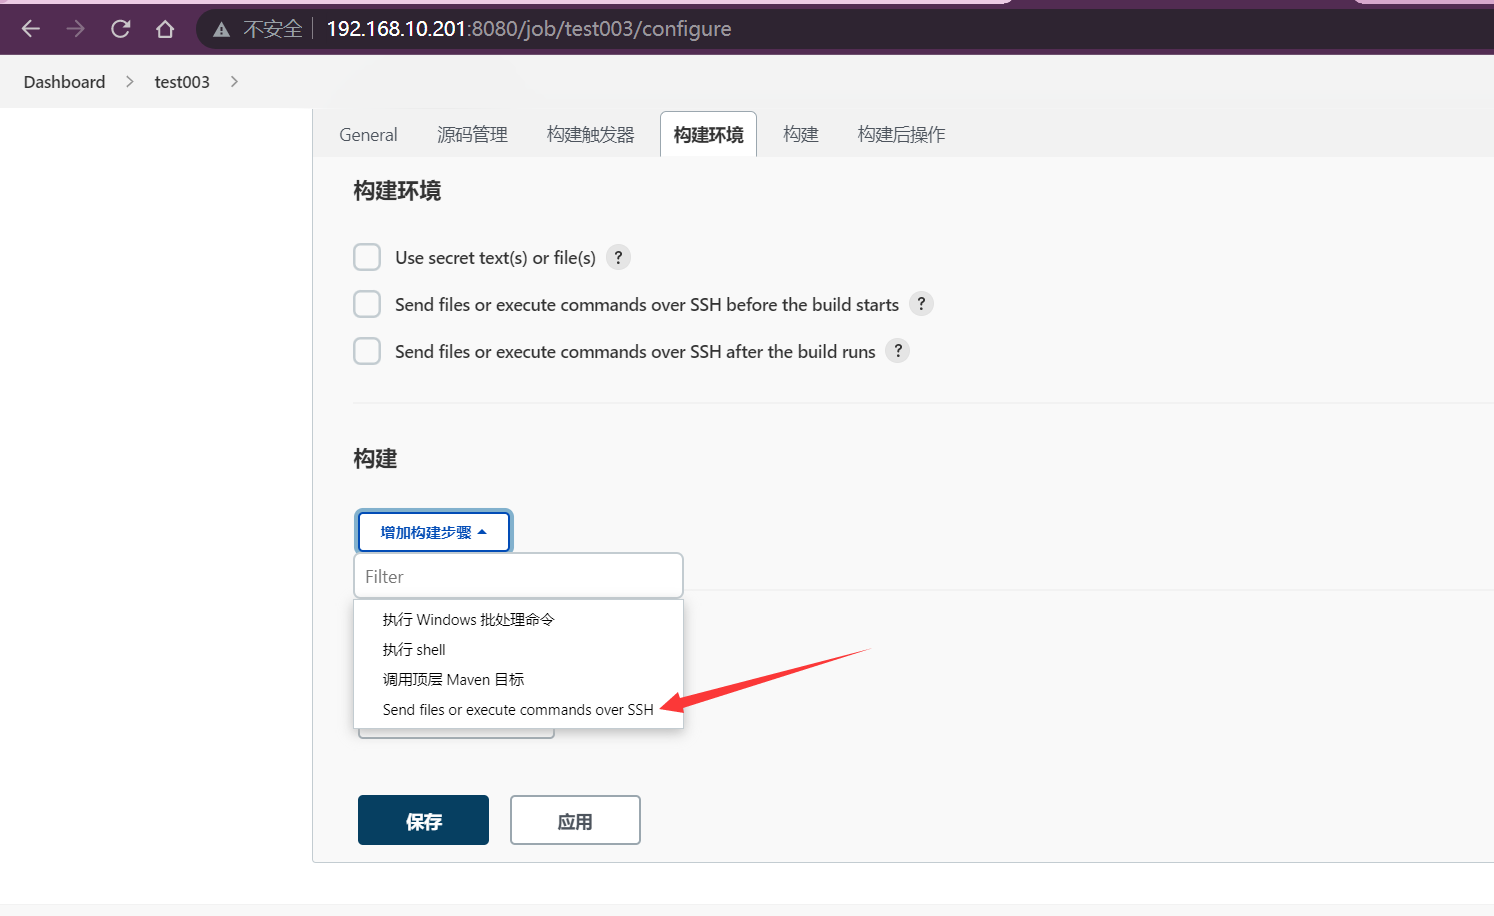 不安全 192.168.10.201:8080/job/test003/configure
Dashboard test003
General 源码管理 构建触发器 构建环境 构建 构建后操作
构建环境
Use secret text(s) or file(s) ?
Send files or execute commands over SSH before the build starts ?
Send files or execute commands over SSH after the build runs ?
构建
增加构建步骤
Filter
执行 Windows 批处理命令
执行 shell
调用顶层 Maven 目标
Send files or execute commands over SSH
保存 应用